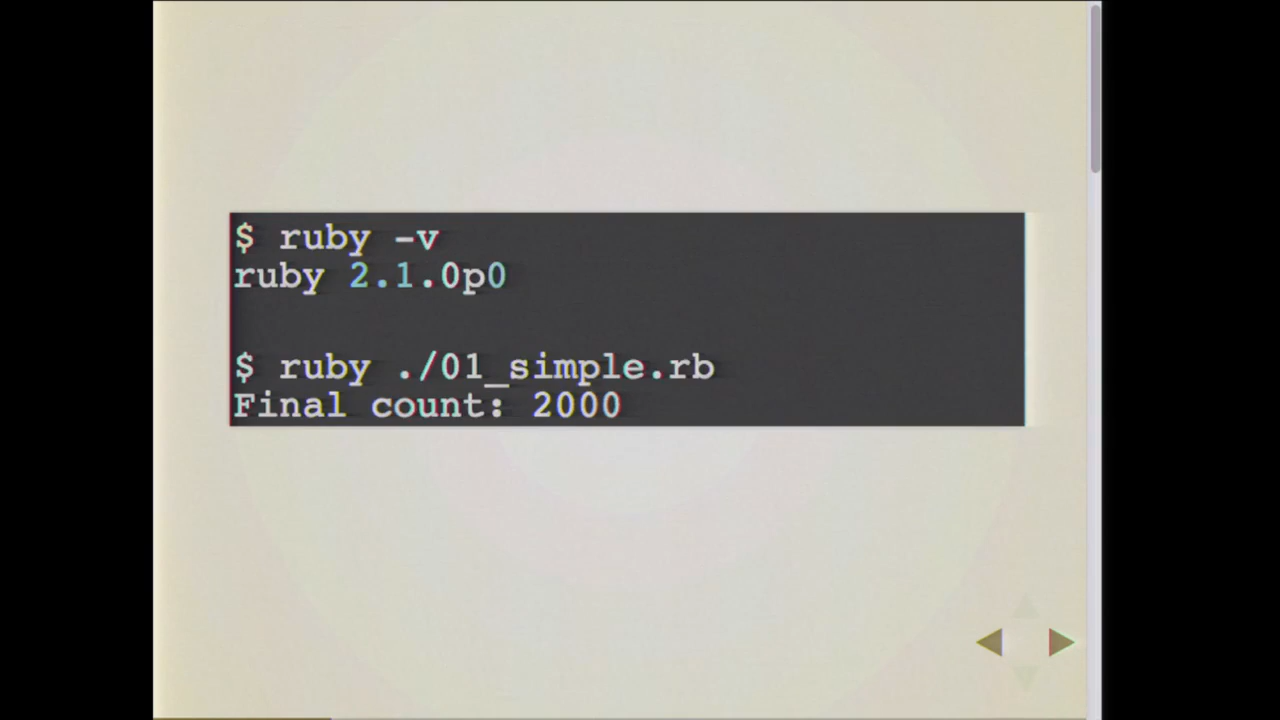 $ ruby -v
ruby 2.1.0p0
$ ruby ./01_simple.rb
Final count: 2000